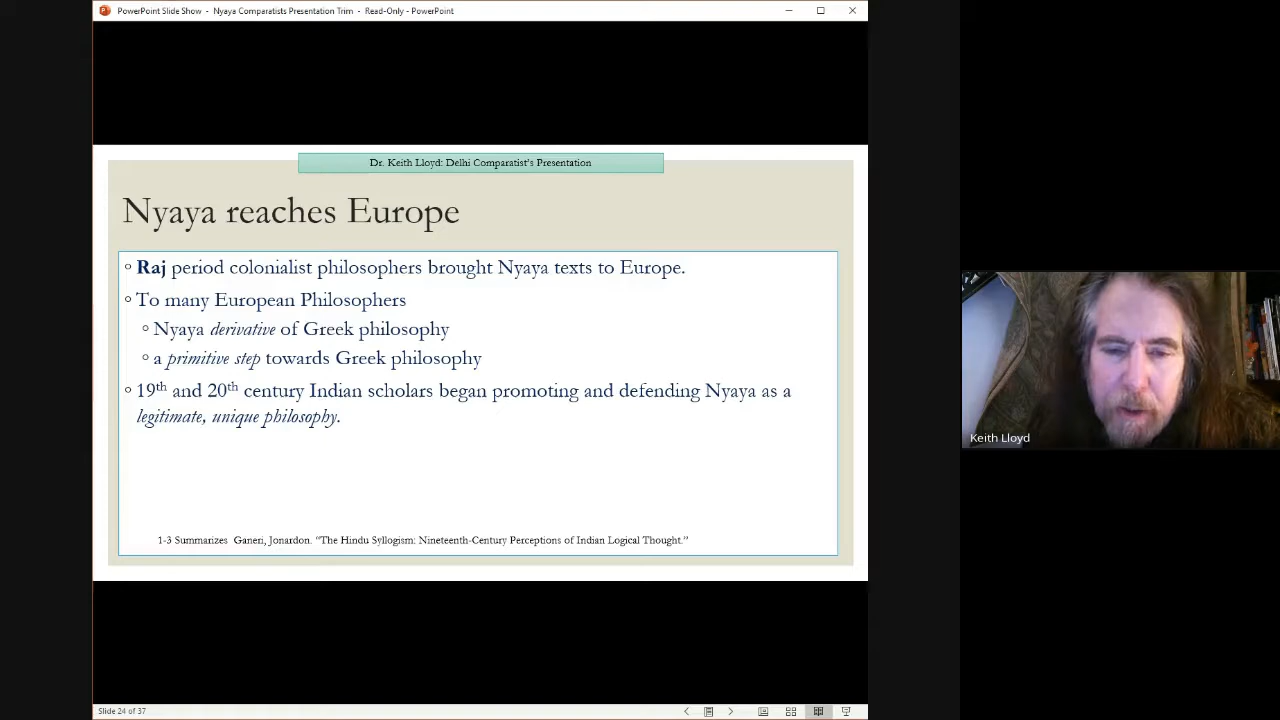 PowerPoint Slide Show - Nyaya Comparatists Presentation Trim - Read-Only - PowerPoint
Dr. Keith Lloyd: Delhi Comparatist's Presentation
Nyaya reaches Europe
Raj period colonialist philosophers brought Nyaya texts to Europe.
To many European Philosophers
Nyaya derivative of Greek philosophy
a primitive step towards Greek philosophy
19th and 20th century Indian scholars began promoting and defending Nyaya as a
legitimate, unique philosophy.
1-3 Summarizes Ganeri, Jonardon. “The Hindu Syllogism: Nineteenth-Century Perceptions of Indian Logical Thought.”
Keith Lloyd
Slide 24 of 37